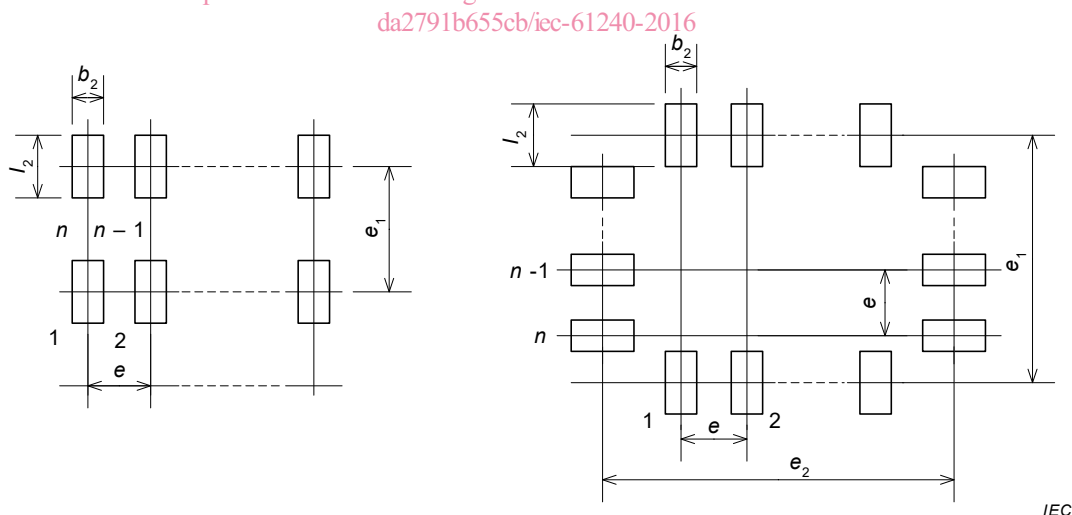 da2791b655cb/iec-61240-2016
b2
b2
l2
l2
n n – 1
e1
e1
n -1
e
n
1 2
e
1 e 2
e2
IEC